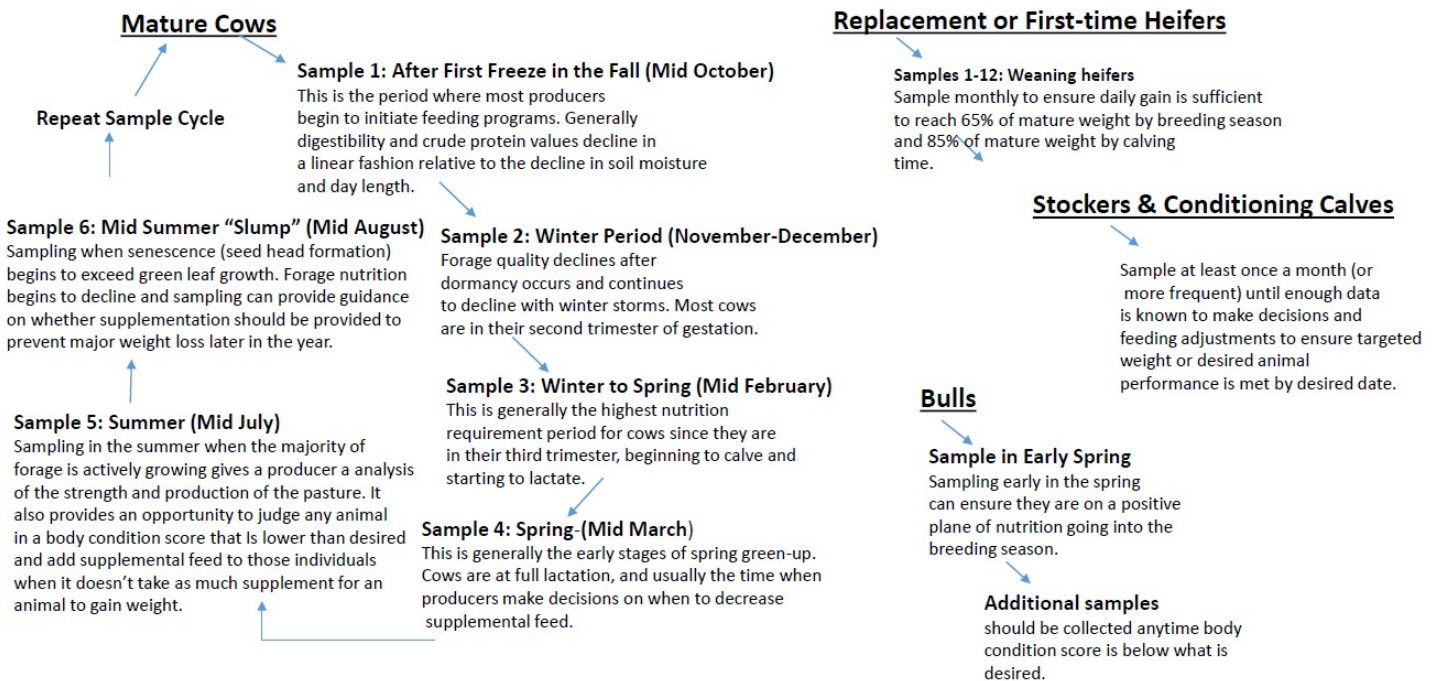 Mature Cows
Sample 1: After First Freeze in the Fall (Mid October)
This is the period where most producers
begin to initiate feeding programs. Generally
digestibility and crude protein values decline in
a linear fashion relative to the decline in soil moisture
and day length.
Sample 2: Winter Period (November-December)
Forage quality declines after
dormancy occurs and continues
to decline with winter storms. Most cows
are in their second trimester of gestation.
Sample 3: Winter to Spring (Mid February)
This is generally the highest nutrition
requirement period for cows since they are
in their third trimester, beginning to calve and
starting to lactate.
Sample 4: Spring-(Mid March)
This is generally the early stages of spring green-up.
Cows are at full lactation, and usually the time when
producers make decisions on when to decrease
supplemental feed.
Sample 5: Summer (Mid July)
Sampling in the summer when the majority of
forage is actively growing gives a producer a analysis
of the strength and production of the pasture. It
also provides an opportunity to judge any animal
in a body condition score that Is lower than desired
and add supplemental feed to those individuals
when it doesn’t take as much supplement for an
animal to gain weight.
Sample 6: Mid Summer “Slump” (Mid August)
Sampling when senescence (seed head formation)
begins to exceed green leaf growth. Forage nutrition
begins to decline and sampling can provide guidance
on whether supplementation should be provided to
prevent major weight loss later in the year.
Repeat Sample Cycle
Replacement or First-time Heifers
Samples 1-12: Weaning heifers
Sample monthly to ensure daily gain is sufficient
to reach 65% of mature weight by breeding season
and 85% of mature weight by calving
time.
Stockers & Conditioning Calves
Sample at least once a month (or
more frequent) until enough data
is known to make decisions and
feeding adjustments to ensure targeted
weight or desired animal
performance is met by desired date.
Bulls
Sample in Early Spring
Sampling early in the spring
can ensure they are on a positive
plane of nutrition going into the
breeding season.
Additional samples
should be collected anytime body
condition score is below what is
desired.